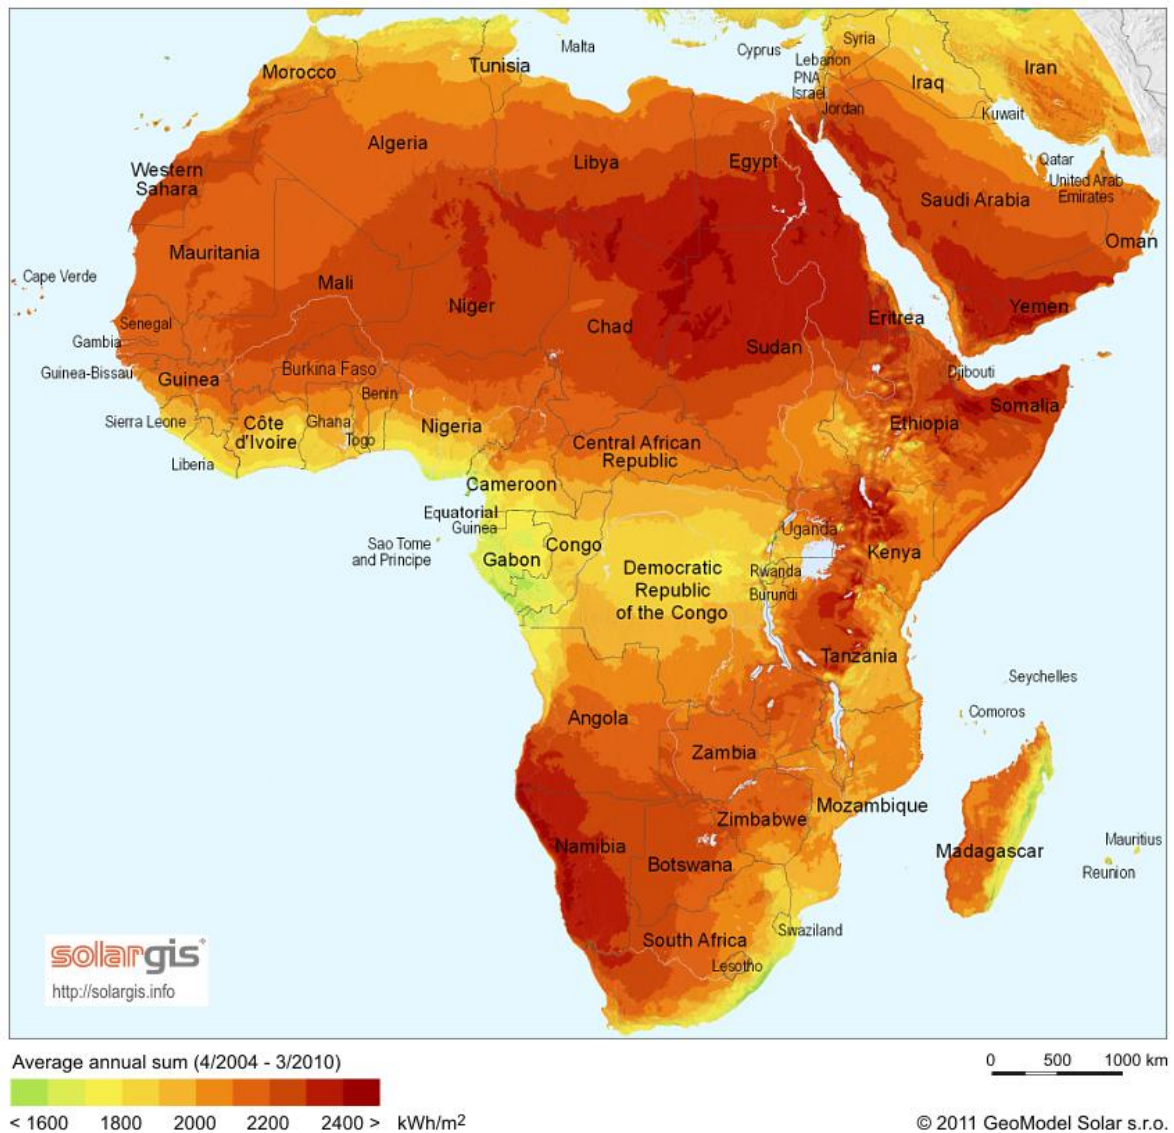 Malta
Cyprus
Syria
Lebanon
PNA
Israel
Jordan
Iraq
Iran
Kuwait
Morocco
Tunisia
Algeria
Libya
Egypt
Qatar
United Arab
Emirates
Western
Sahara
Saudi Arabia
Oman
Mauritania
Cape Verde
Mali
Niger
Chad
Sudan
Eritrea
Yemen
Senegal
Gambia
Guinea-Bissau
Guinea
Burkina Faso
Benin
Djibouti
Somalia
Ethiopia
Sierra Leone
Côte
d'Ivoire
Ghana
Togo
Nigeria
Liberia
Central African
Republic
Cameroon
Equatorial
Guinea
Sao Tome
and Principe
Gabon
Congo
Uganda
Kenya
Democratic
Republic
of the Congo
Rwanda
Burundi
Tanzania
Seychelles
Comoros
Angola
Zambia
Mozambique
Zimbabwe
Namibia
Botswana
Madagascar
Mauritius
Reunion
Swaziland
South Africa
Lesotho
solargis
http://solargis.info
Average annual sum (4/2004 - 3/2010)
< 1600 1800 2000 2200 2400 > kWh/m²
0 500 1000 km
© 2011 GeoModel Solar s.r.o.